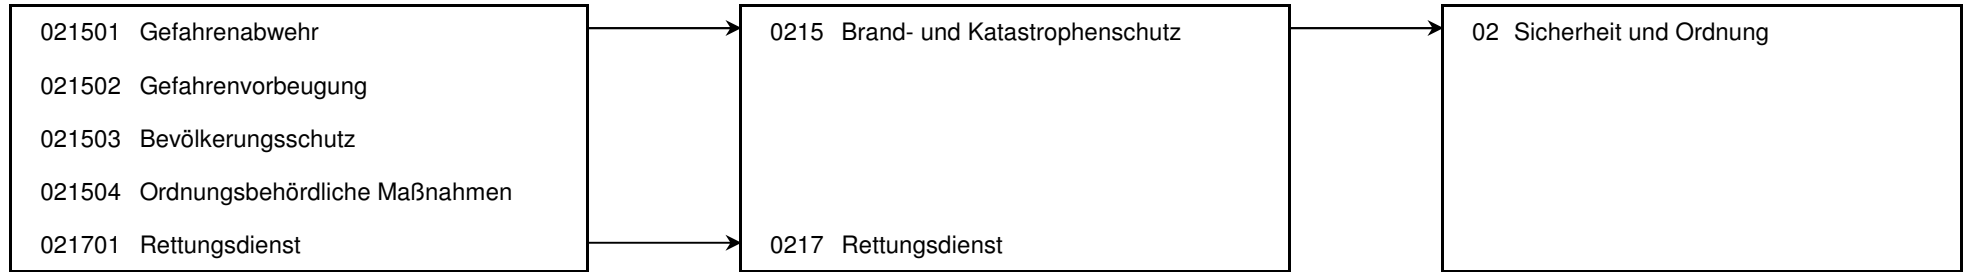 021501 Gefahrenabwehr
021502 Gefahrenvorbeugung
021503 Bevölkerungsschutz
021504 Ordnungsbehördliche Maßnahmen
021701 Rettungsdienst
0215 Brand- und Katastrophenschutz
0217 Rettungsdienst
02 Sicherheit und Ordnung